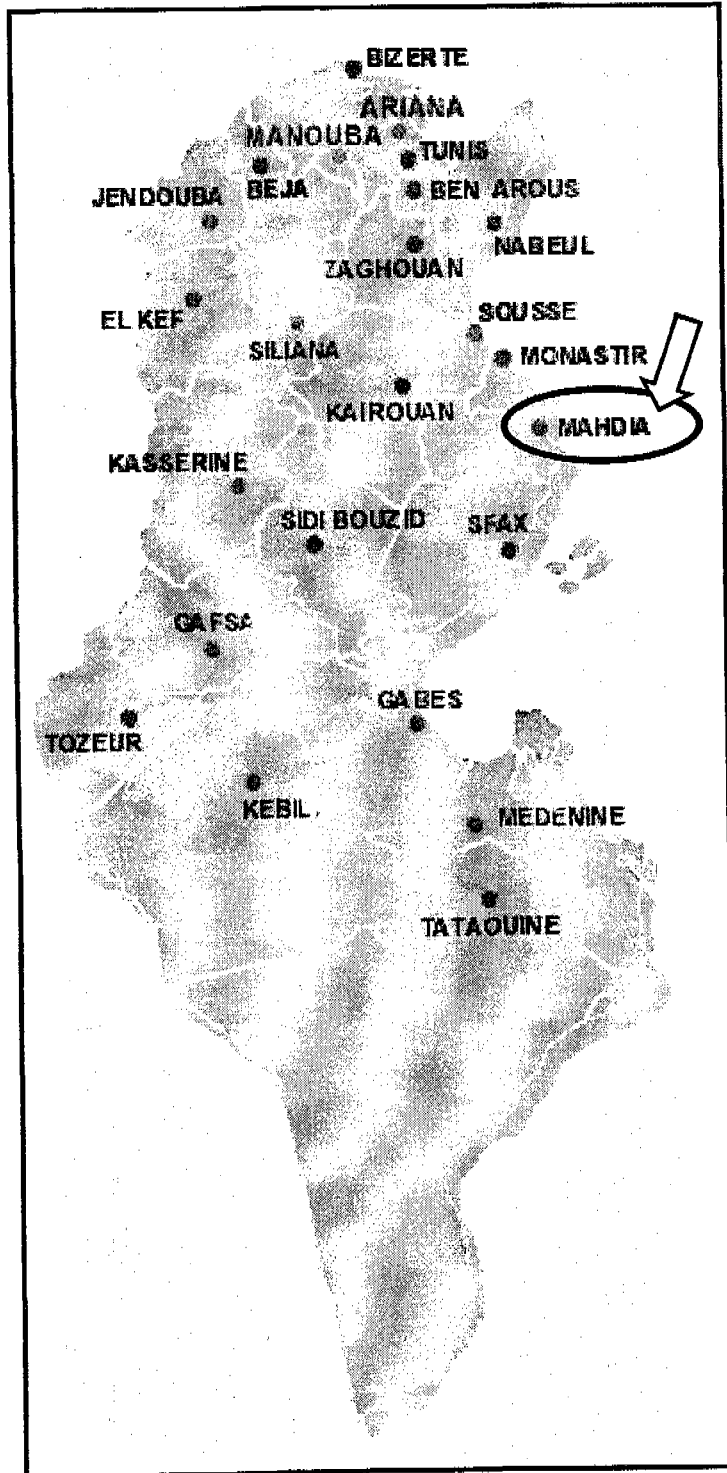 BIZERTE
ARIANA
MANOUBA
TUNIS
BEJA
BEN AROUS
JENDOUBA
NABEUL
ZAGHOUAN
EL KEF
SOUSSE
SILIANA
MONASTIR
KAIROUAN
MAHDIA
KASSERINE
SIDI BOUZID
SFAX
GAFSA
GABES
TOZEUR
KEBIL
MEDENINE
TATAOUINE